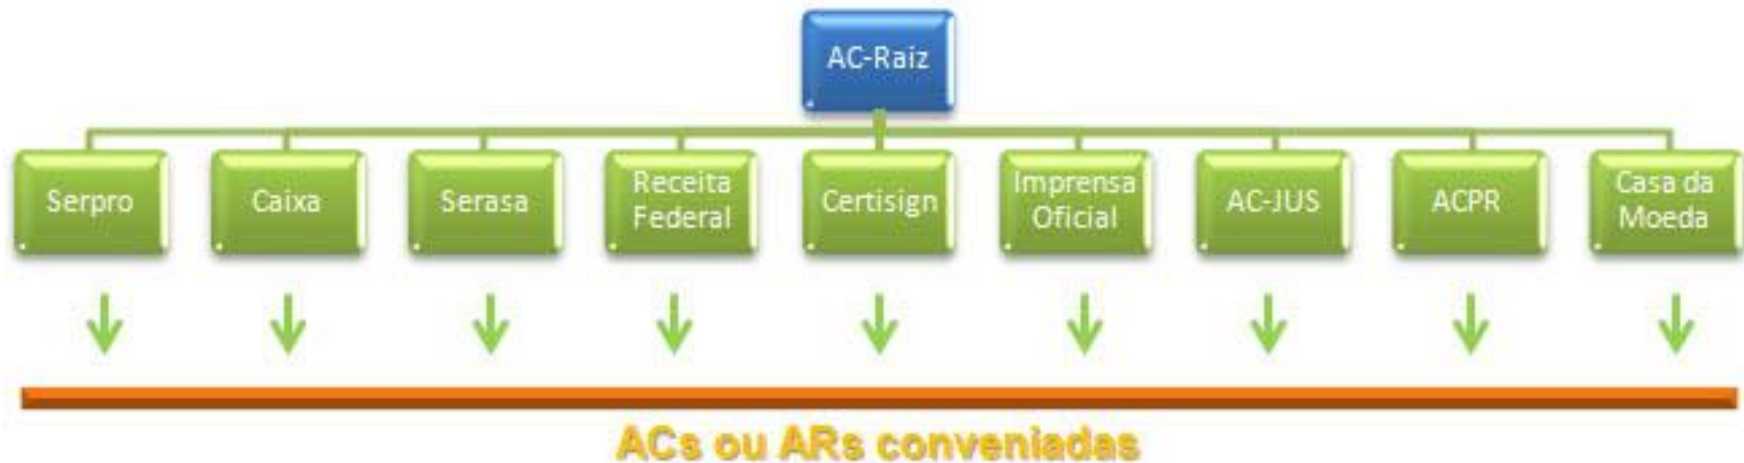 AC-Raiz
Serpro
Caixa
Serasa
Receita
Federal
Certisign
Imprensa
Oficial
AC-JUS
ACPR
Casa da
Moeda
ACs ou ARs conveniadas